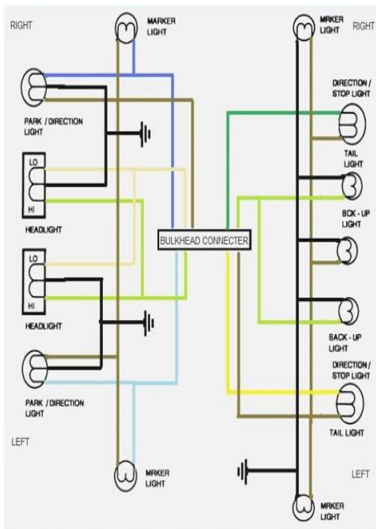 RIGHT
MARKER
LIGHT
PARK / DIRECTION
LIGHT
LO
HI
HEADLIGHT
LO
HI
HEADLIGHT
PARK / DIRECTION
LIGHT
LEFT
MRKER
LIGHT
BULKHEAD CONNECTER
MRKER
LIGHT
RIGHT
DIRECTION /
STOP LIGHT
TAIL
LIGHT
BCK - UP
LIGHT
BACK - UP
LIGHT
DIRECTION /
STOP LIGHT
TAIL LIGHT
LEFT
MRKER
LIGHT